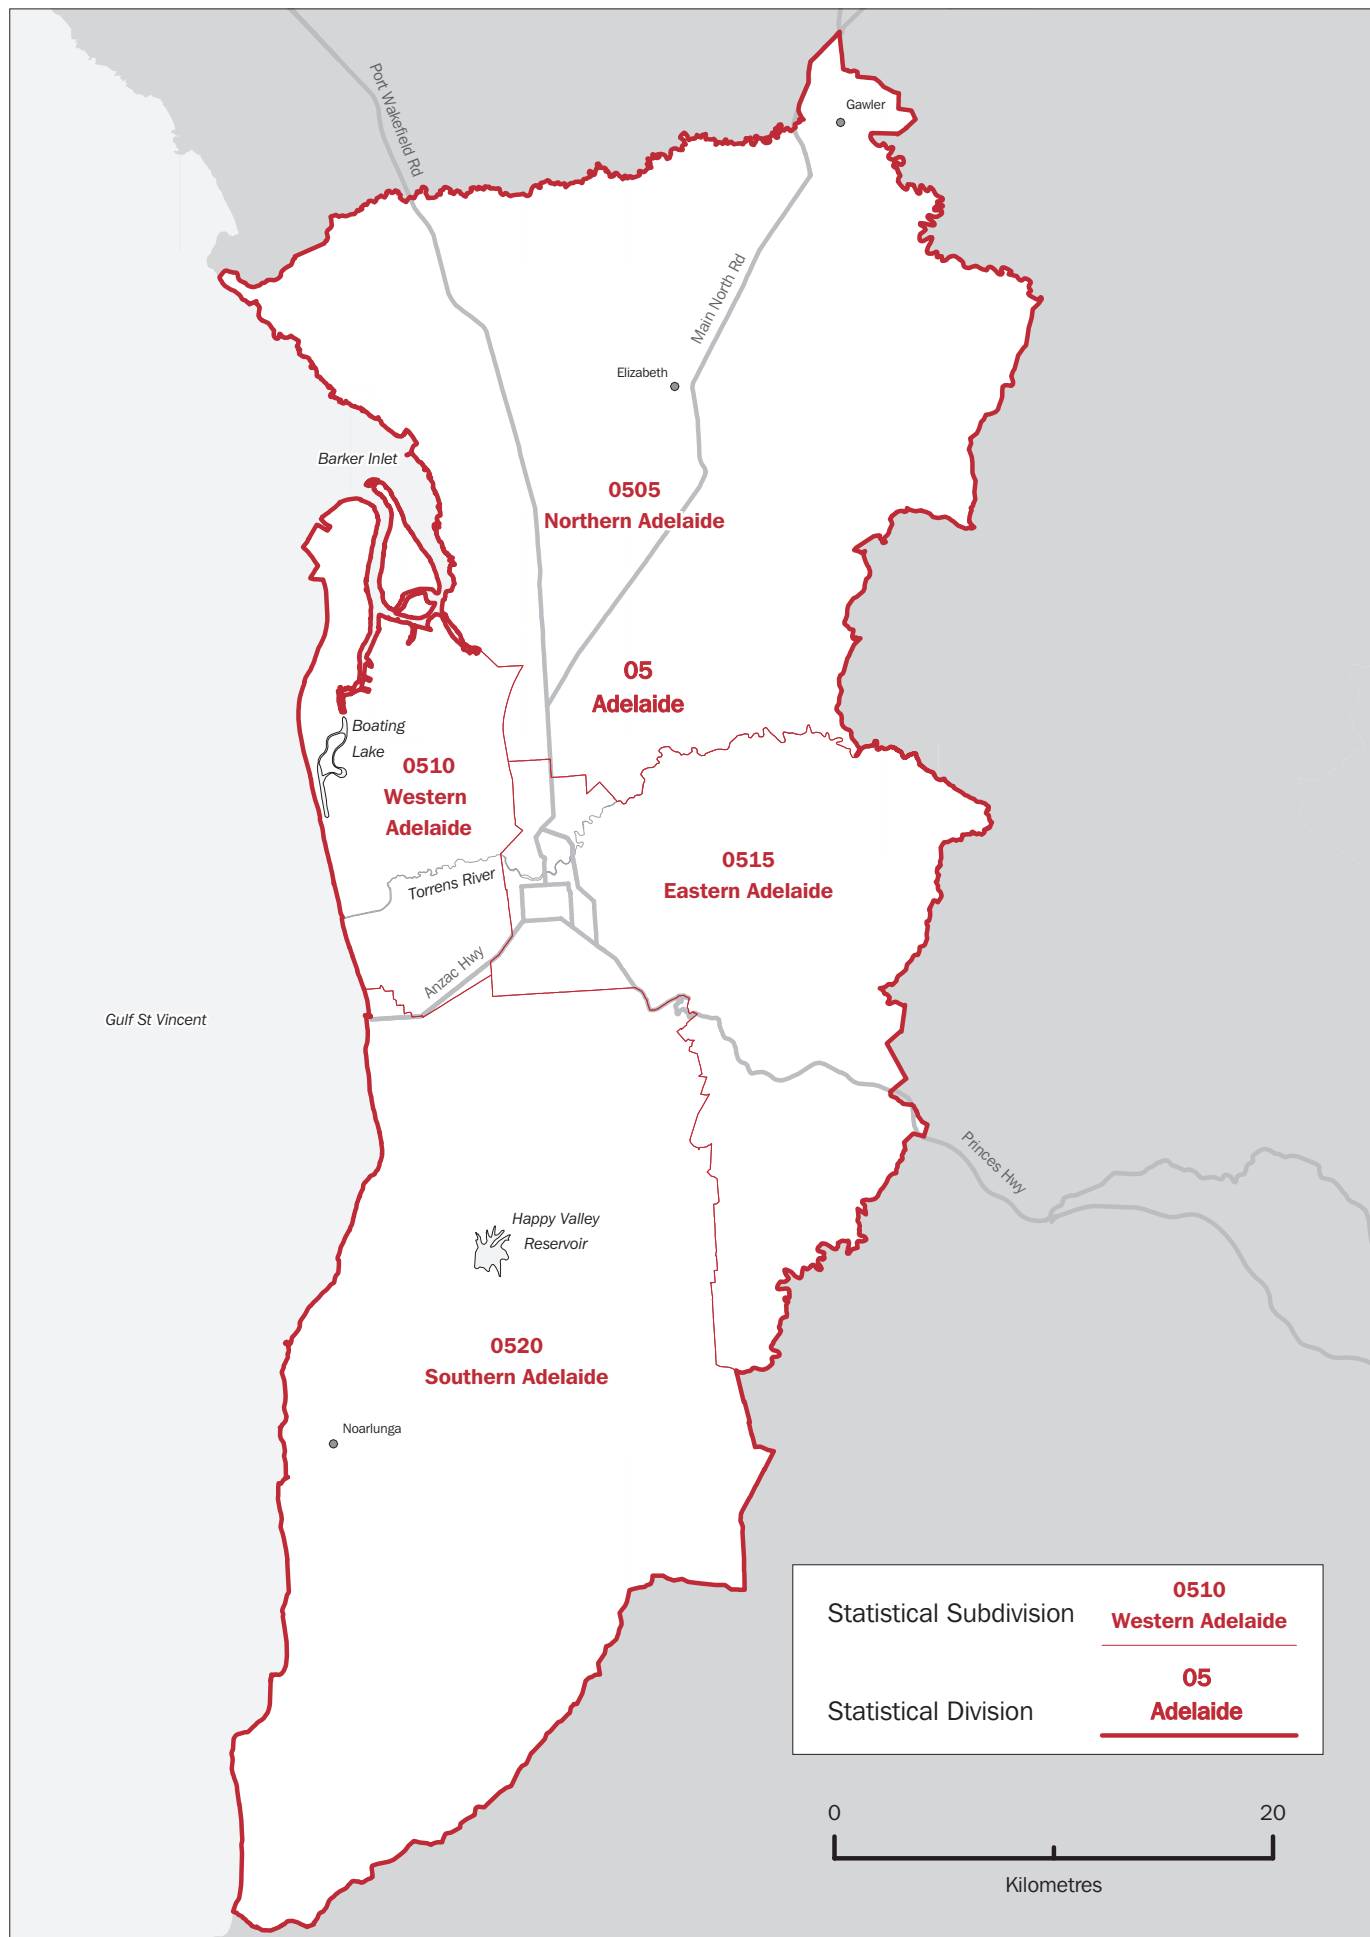 Port Wakefield Rd
Gawler
Main North Rd
Elizabeth
Barker Inlet
0505
Northern Adelaide
05
Adelaide
Boating
Lake
0510
Western
Adelaide
0515
Eastern Adelaide
Torrens River
Anzac Hwy
Gulf St Vincent
Princes Hwy
Happy Valley
Reservoir
0520
Southern Adelaide
Noarlunga
Statistical Subdivision
0510
Western Adelaide
Statistical Division
05
Adelaide
0 20
Kilometres